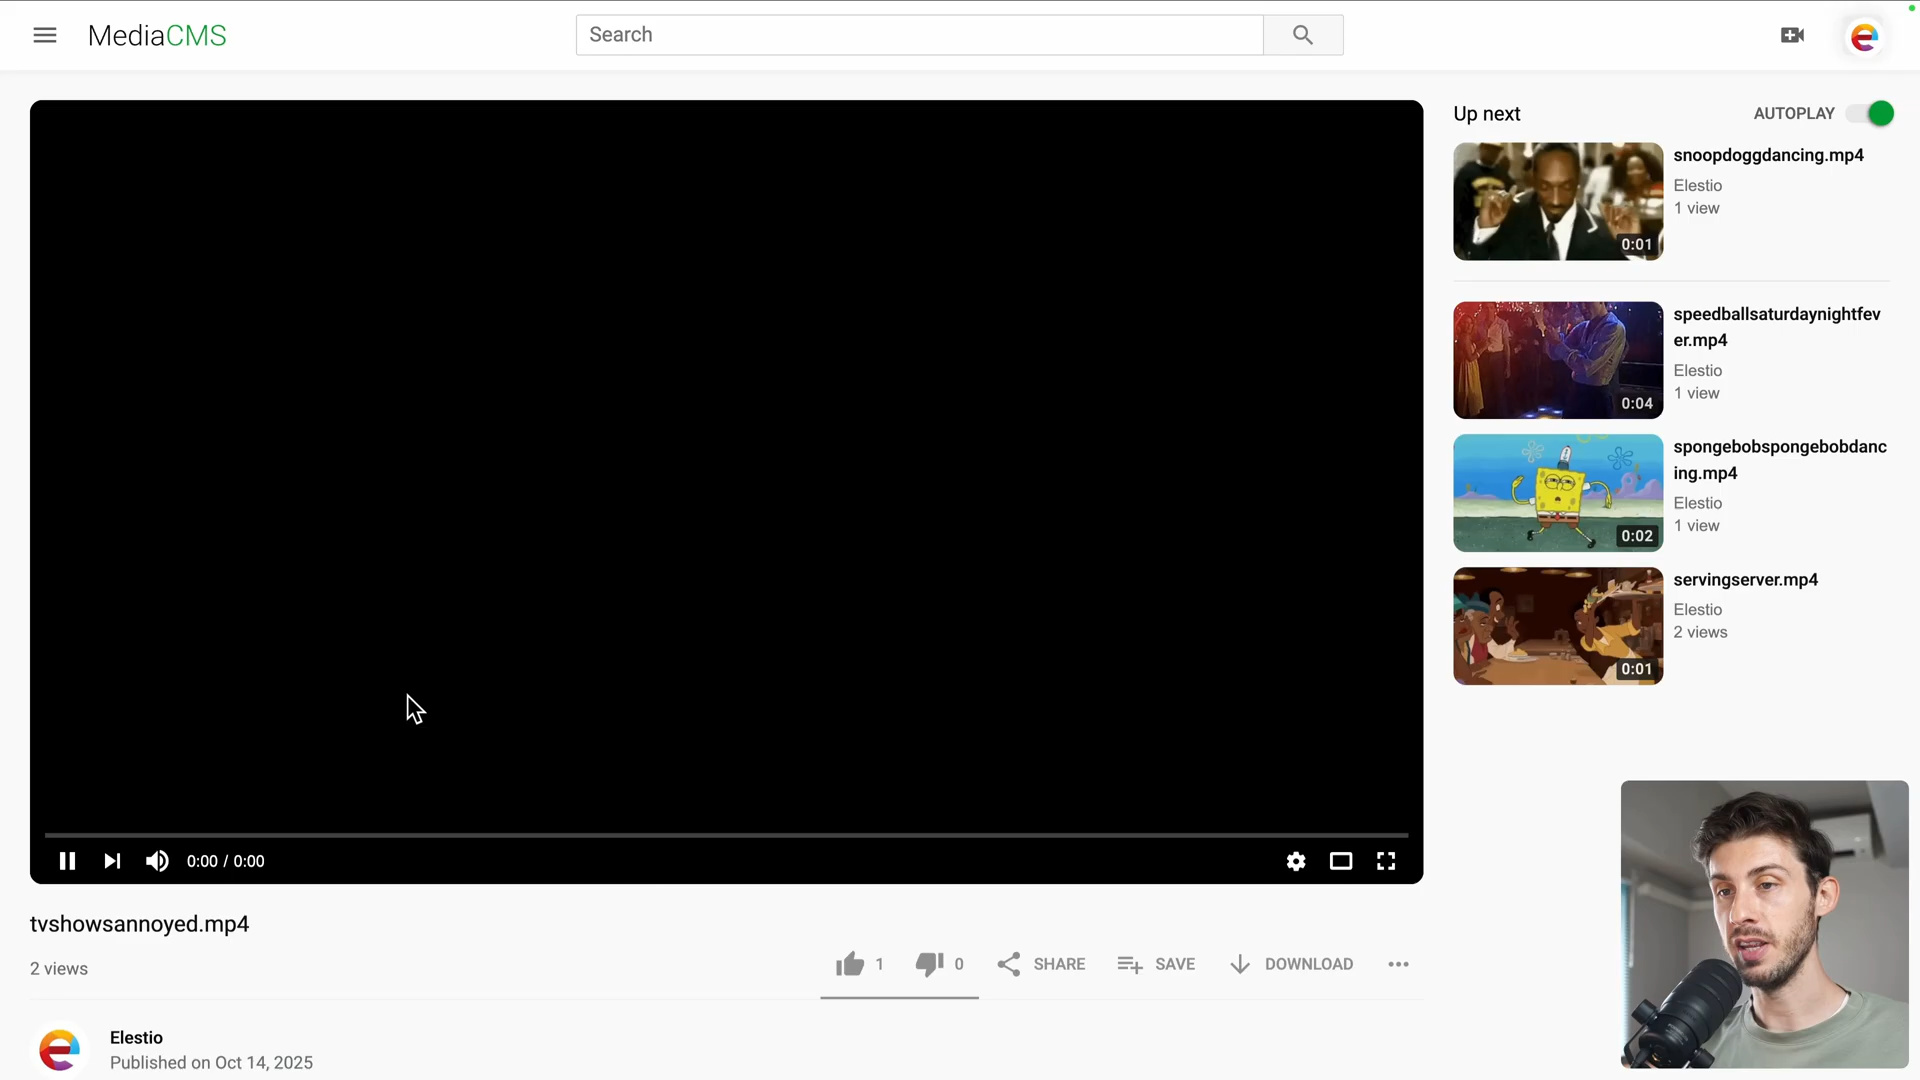 MediaCMS
Search
Up next
AUTOPLAY
snoopdoggdancing.mp4
Elestio
1 view
0:01
speedballsaturdaynightfev
er.mp4
Elestio
1 view
0:04
spongebobspongebobdanc
ing.mp4
Elestio
1 view
0:02
servingserver.mp4
Elestio
2 views
0:01
0:00 / 0:00
tvshowsannoyed.mp4
2 views
1
0
SHARE
SAVE
DOWNLOAD
Elestio
Published on Oct 14, 2025